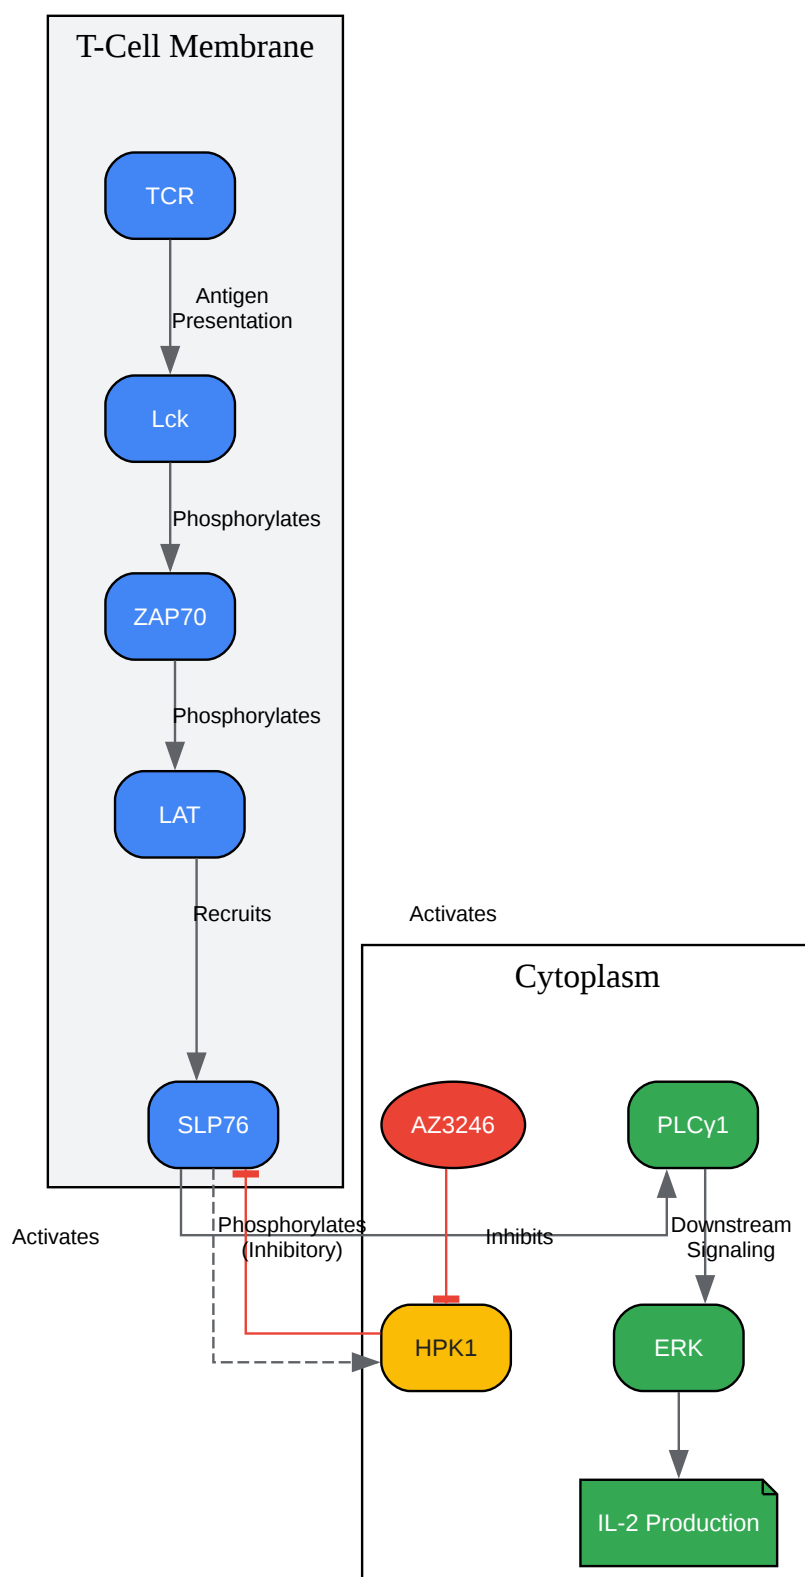 T-Cell Membrane
TCR
Antigen
Presentation
Lck
Phosphorylates
ZAP70
Phosphorylates
LAT
Recruits
Activates
Cytoplasm
SLP76
AZ3246
PLCγ1
Activates
Phosphorylates
(Inhibitory)
Inhibits
Downstream
Signaling
HPK1
ERK
IL-2 Production